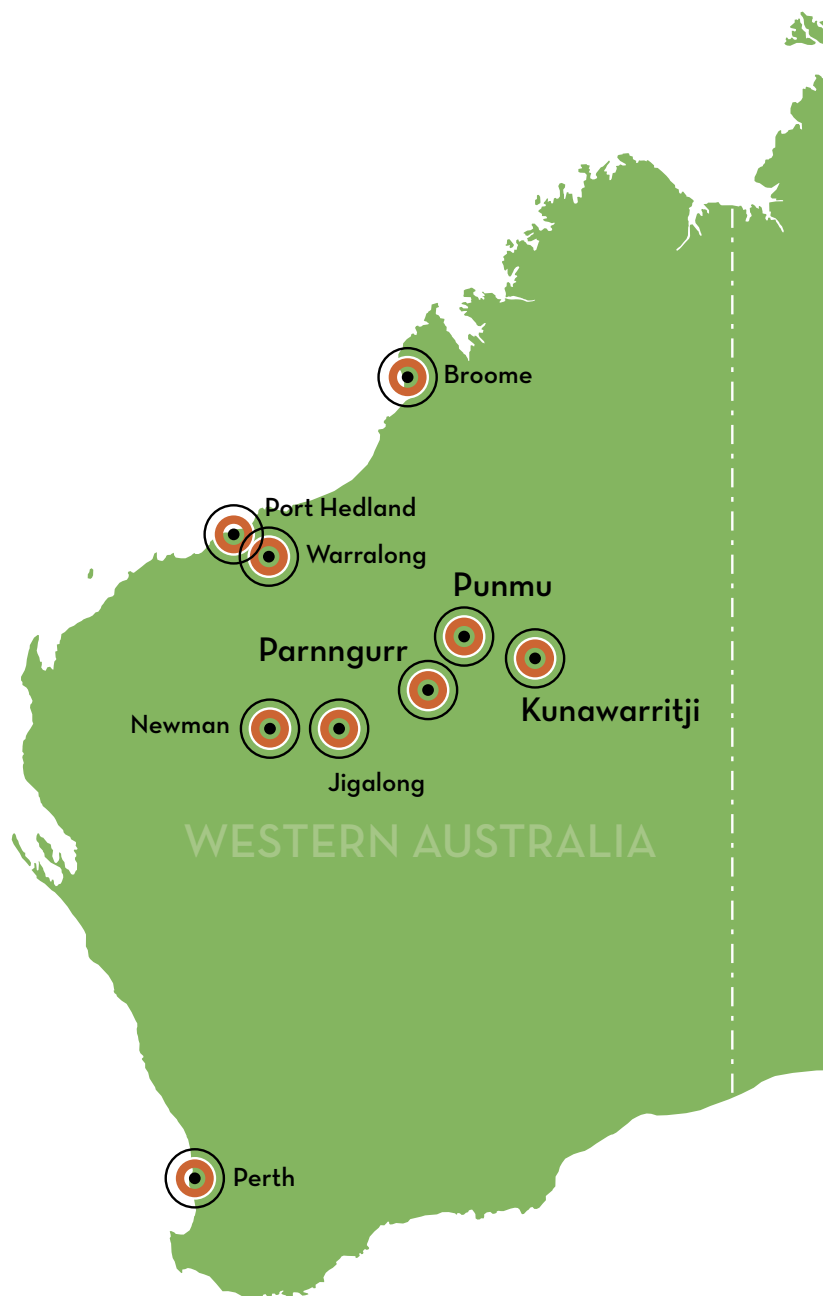 Broome
Port Hedland
Warralong
Punmu
Parnngurr
Kunawarritji
Newman
Jigalong
WESTERN AUSTRALIA
Perth